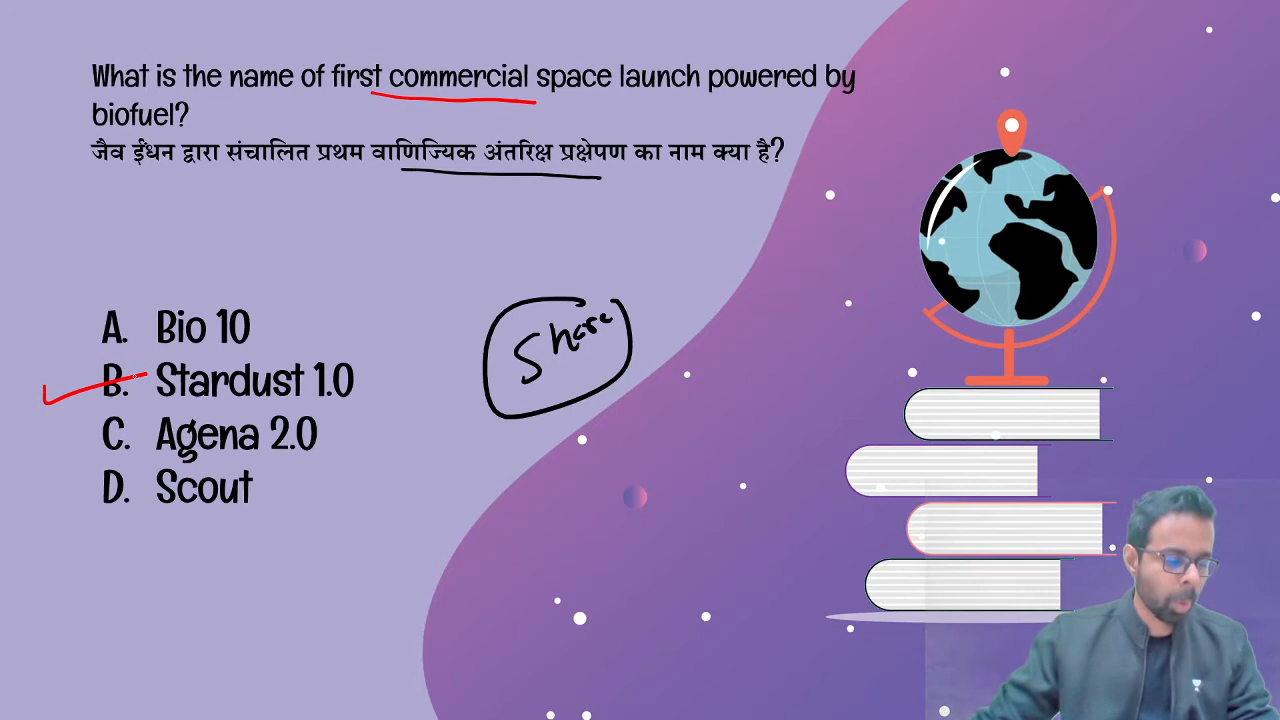 What is the name of first commercial space launch powered by
biofuel?
जैव ईंधन द्वारा संचालित प्रथम वाणिज्यिक अंतरिक्ष प्रक्षेपण का नाम क्या है?
A. Bio 10
B. Stardust 1.0
C. Agena 2.0
D. Scout
Share